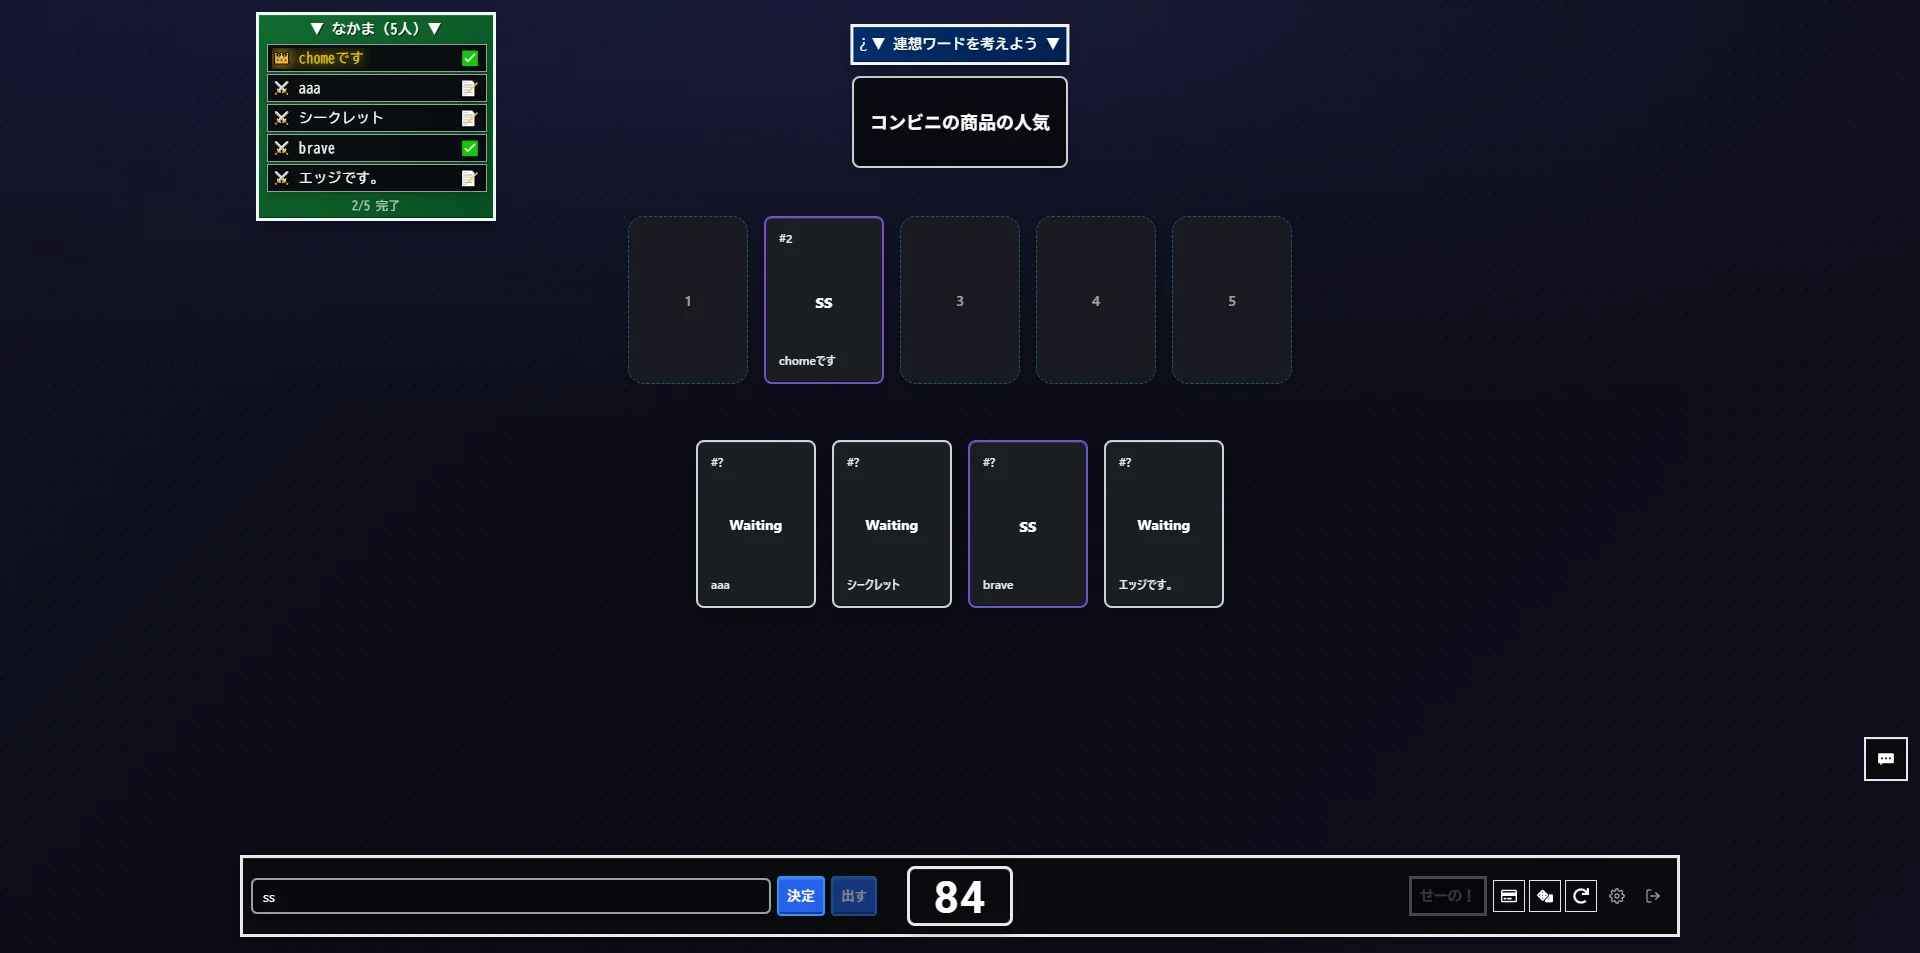 ▼ なかま（5人）▼
chomeです
aaa
シークレット
brave
エッジです。
2/5 完了
¿ ▼ 連想ワードを考えよう ▼
コンビニの商品の人気
1
#2
ss
chomeです
3
4
5
#?
Waiting
aaa
#?
Waiting
シークレット
#?
ss
brave
#?
Waiting
エッジです。
ss
決定
出す
84
せーの！